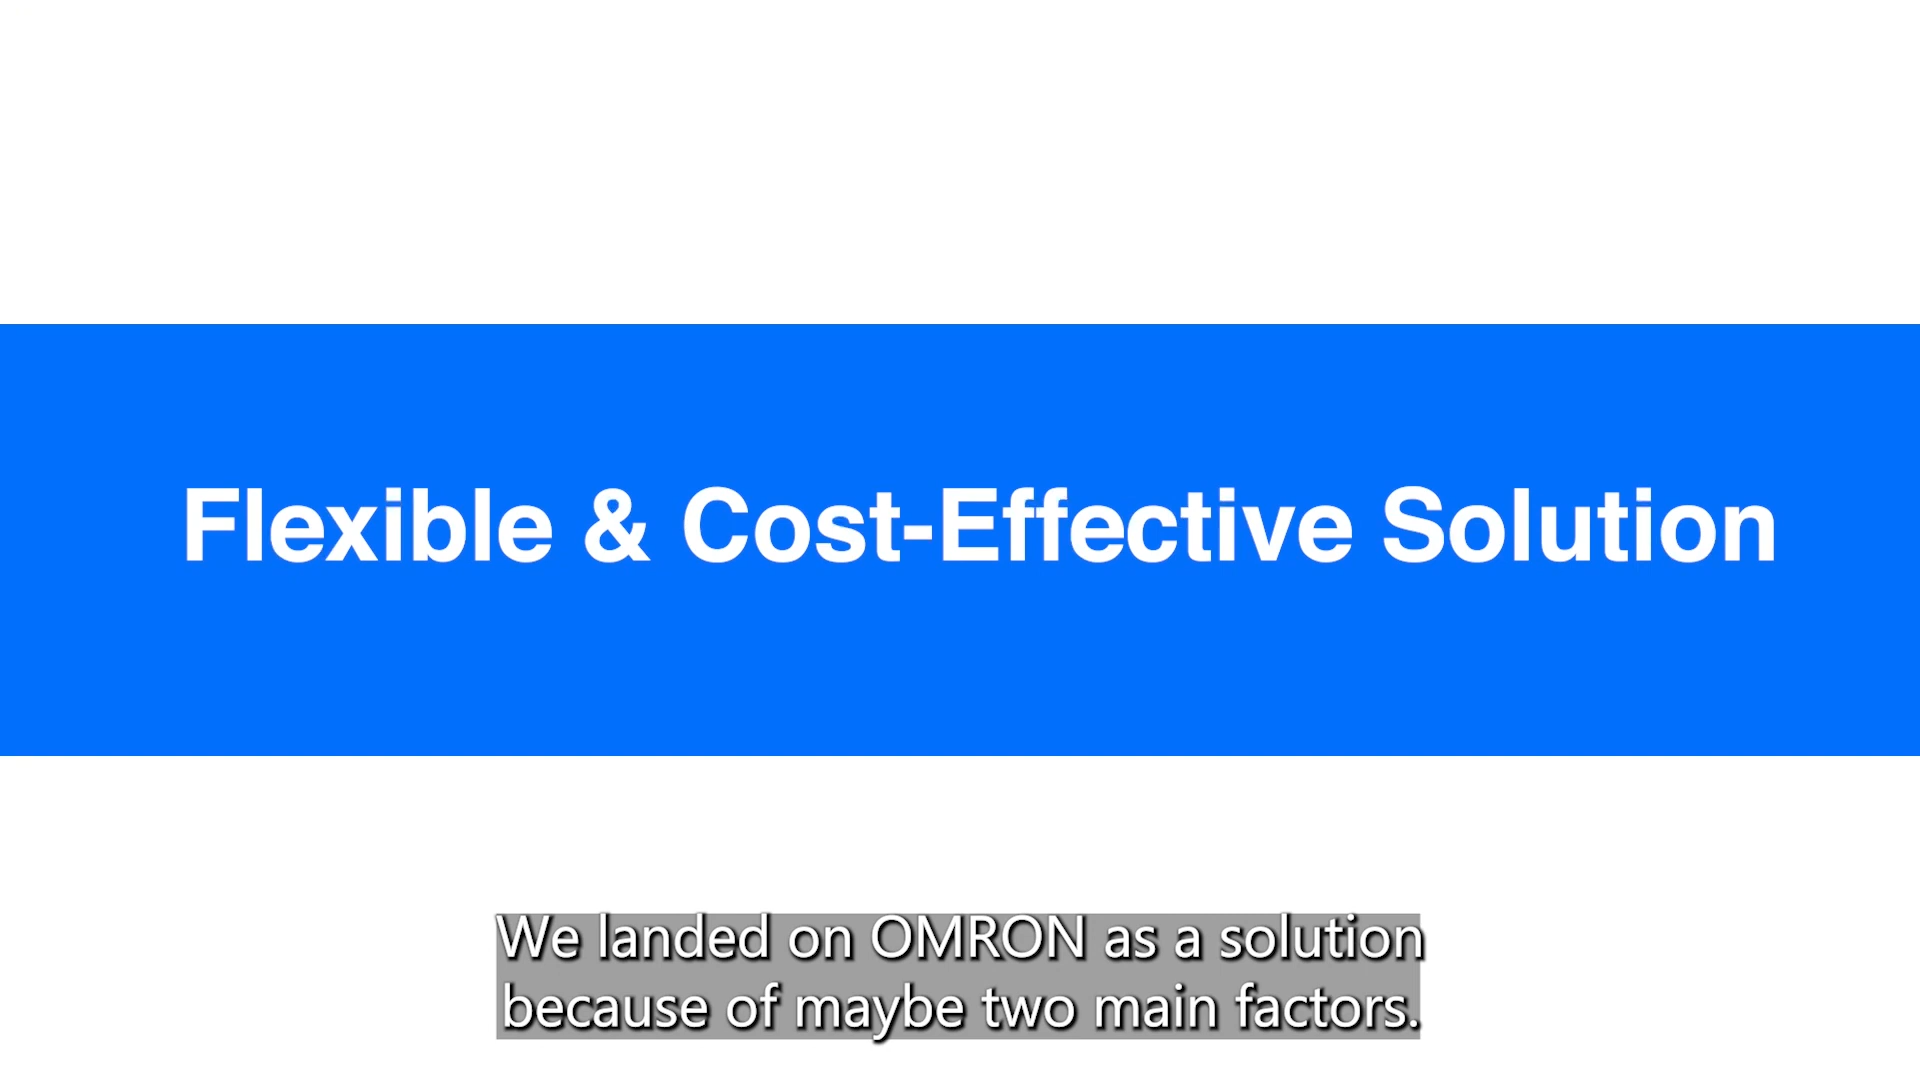 Flexible & Cost-Effective Solution
We landed on OMRON as a solution
because of maybe two main factors.